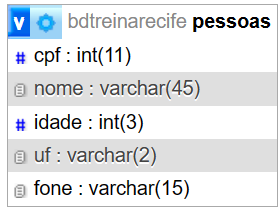 v bdtreinarecife pessoas
# cpf : int(11)
nome : varchar(45)
# idade : int(3)
uf : varchar(2)
fone : varchar(15)